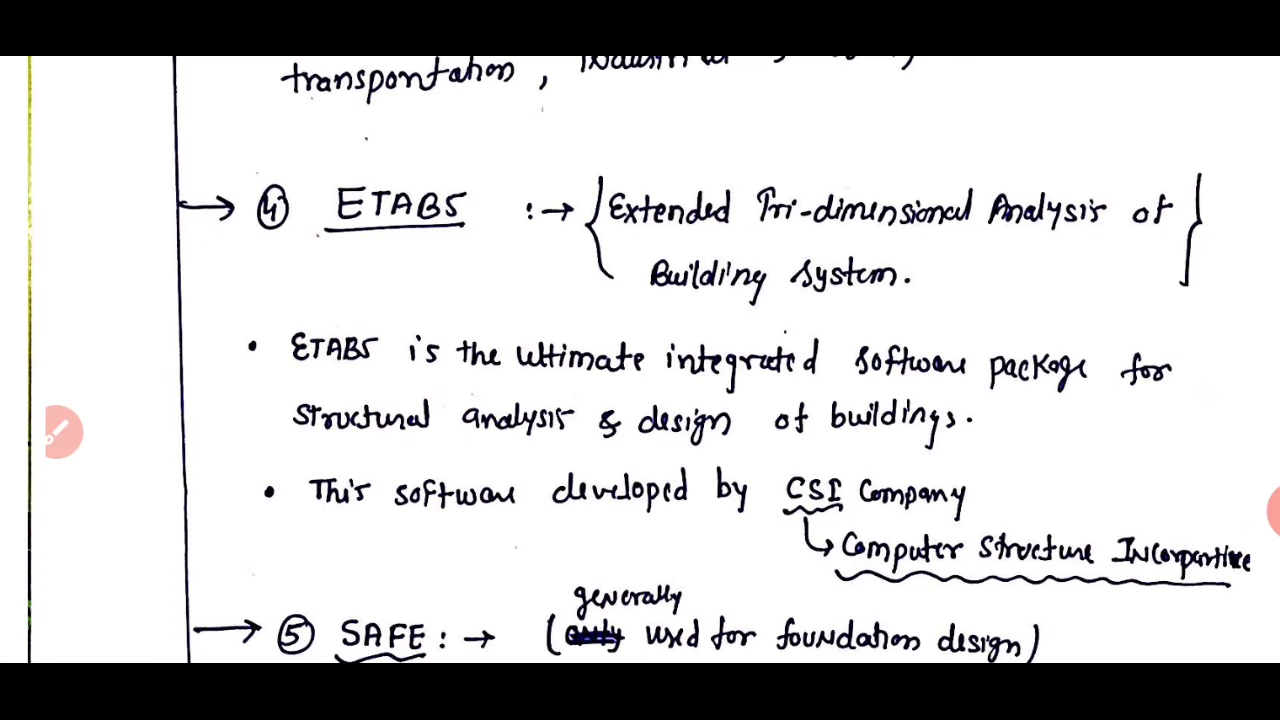 transportation,
→ ④ ETABS :→ {Extended Tri-dimensional Analysis of
Building System.}
• ETABS is the ultimate integrated software package for
structural analysis & design of buildings.
• This software developed by CSI Company
↳ Computer Structure
generally
→ ⑤ SAFE : → ( used for foundation design)